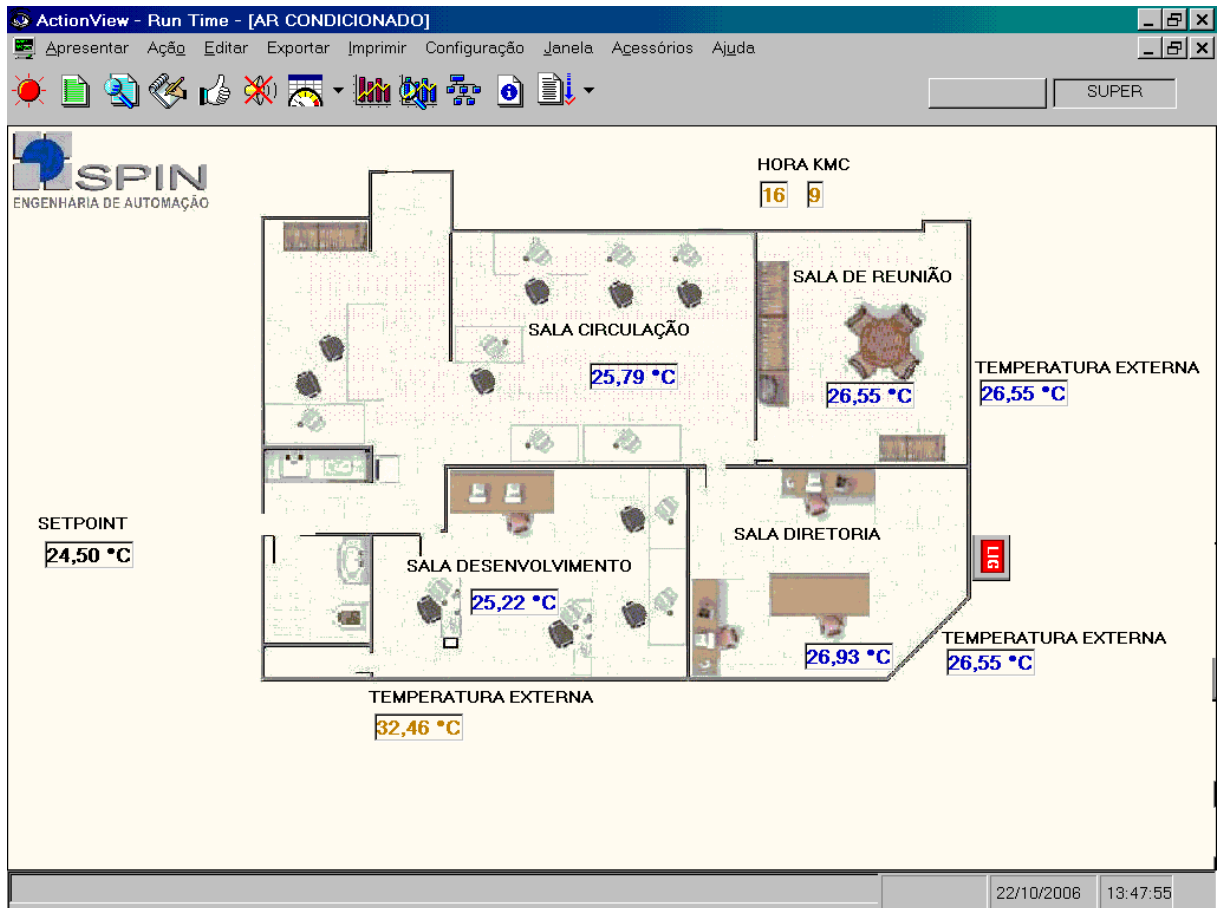 ActionView - Run Time - [AR CONDICIONADO]
Apresentar Ação Editar Exportar Imprimir Configuração Janela Acessórios Ajuda
SUPER
SPIN
ENGENHARIA DE AUTOMAÇÃO
HORA KMC
16 9
SALA DE REUNIÃO
SALA CIRCULAÇÃO
25,79 °C
26,55 °C
TEMPERATURA EXTERNA
26,55 °C
SETPOINT
24,50 °C
SALA DIRETORIA
LIG
SALA DESENVOLVIMENTO
25,22 °C
26,93 °C
TEMPERATURA EXTERNA
26,55 °C
TEMPERATURA EXTERNA
32,46 °C
22/10/2006 13:47:55